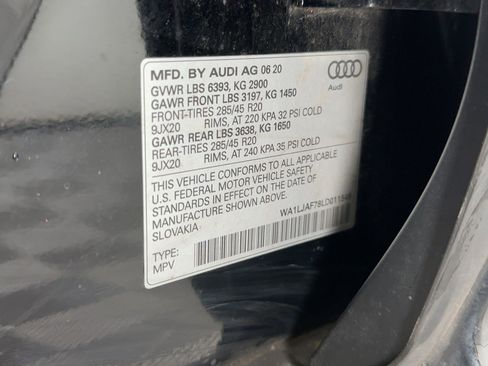 MFD. BY AUDI AG 06 20
GVWR LBS 6393, KG 2900
GAWR FRONT LBS 3197, KG 1450
FRONT-TIRES 285/45 R20
9JX20 RIMS, AT 220 KPA 32 PSI COLD
GAWR REAR LBS 3638, KG 1650
REAR-TIRES 285/45 R20
9JX20 RIMS, AT 240 KPA 35 PSI COLD
THIS VEHICLE CONFORMS TO ALL APPLICABLE
U.S. FEDERAL MOTOR VEHICLE SAFETY
STANDARDS IN EFFECT ON THE DATE OF
MANUFACTURE SHOWN ABOVE.
SLOVAKIA
TYPE:
MPV